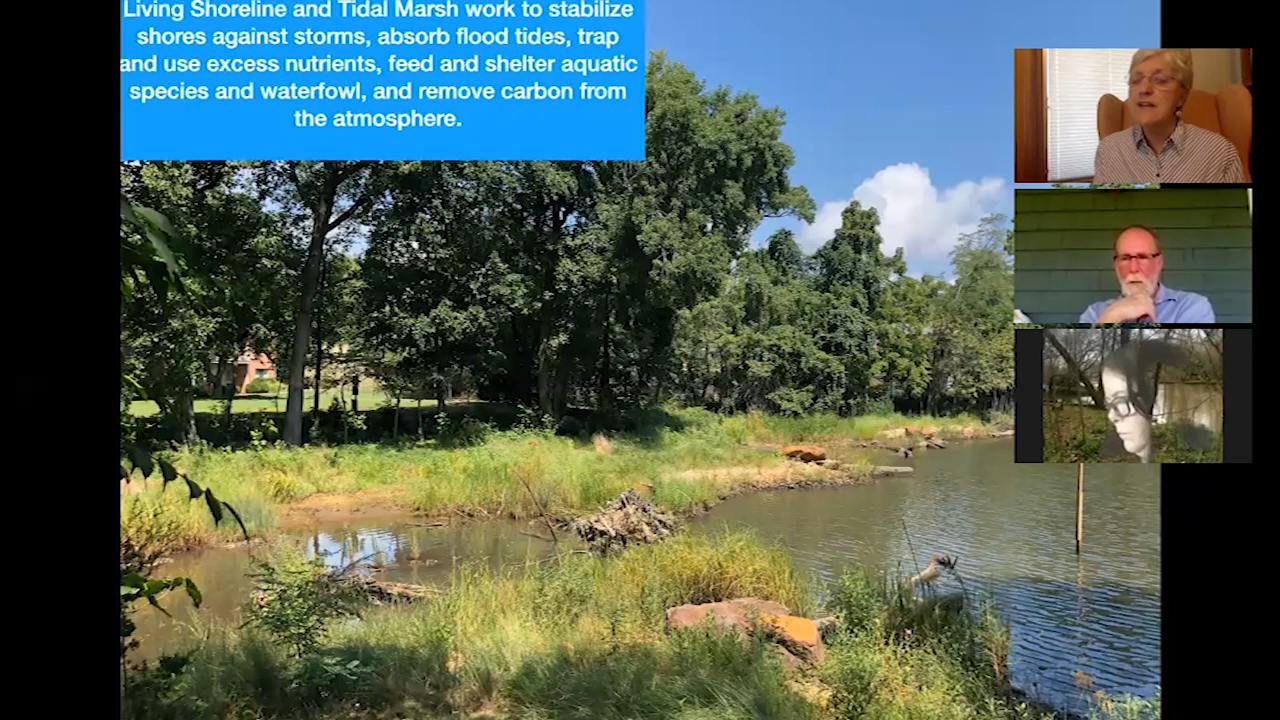 Living Shoreline and Tidal Marsh work to stabilize
shores against storms, absorb flood tides, trap
and use excess nutrients, feed and shelter aquatic
species and waterfowl, and remove carbon from
the atmosphere.